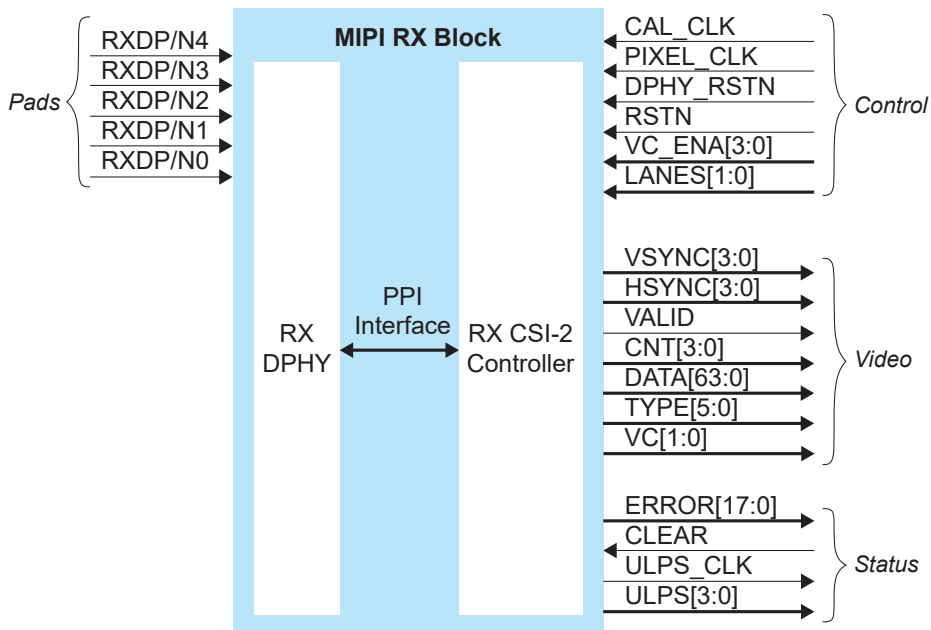 MIPI RX Block
Pads
RXDP/N4
RXDP/N3
RXDP/N2
RXDP/N1
RXDP/N0
RX
DPHY
PPI
Interface
RX CSI-2
Controller
CAL_CLK
PIXEL_CLK
DPHY_RSTN
RSTN
VC_ENA[3:0]
LANES[1:0]
Control
VSYNC[3:0]
HSYNC[3:0]
VALID
CNT[3:0]
DATA[63:0]
TYPE[5:0]
VC[1:0]
Video
ERROR[17:0]
CLEAR
ULPS_CLK
ULPS[3:0]
Status